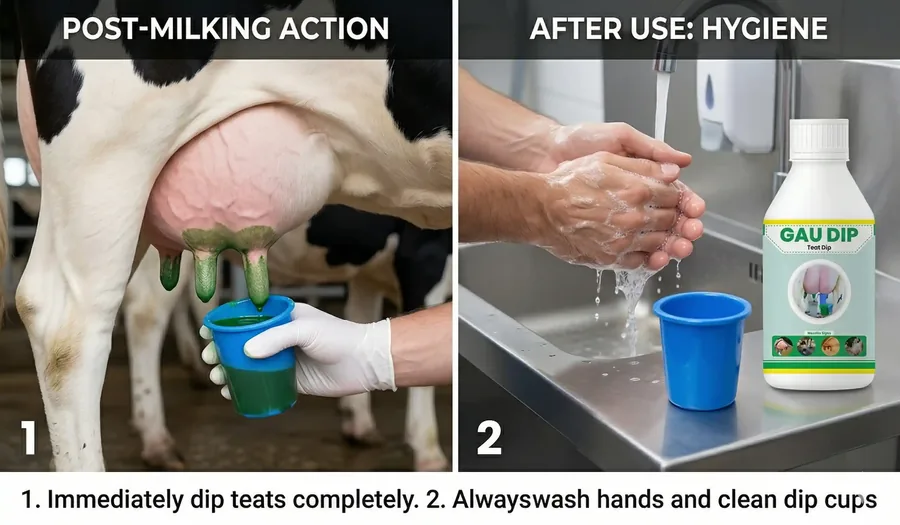 POST-MILKING ACTION
AFTER USE: HYGIENE
GAU DIP
Teat Dip
1
2
1. Immediately dip teats completely. 2. Alwayswash hands and clean dip cups